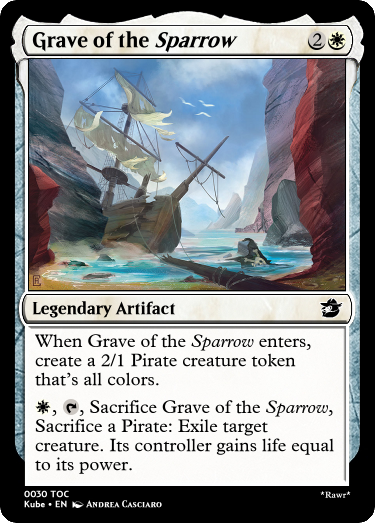 Grave of the Sparrow 2
Legendary Artifact
When Grave of the Sparrow enters,
create a 2/1 Pirate creature token
that's all colors.
, , Sacrifice Grave of the Sparrow,
Sacrifice a Pirate: Exile target
creature. Its controller gains life equal
to its power.
0030 TOC
Kube • EN Andrea Casciaro
*Rawr*